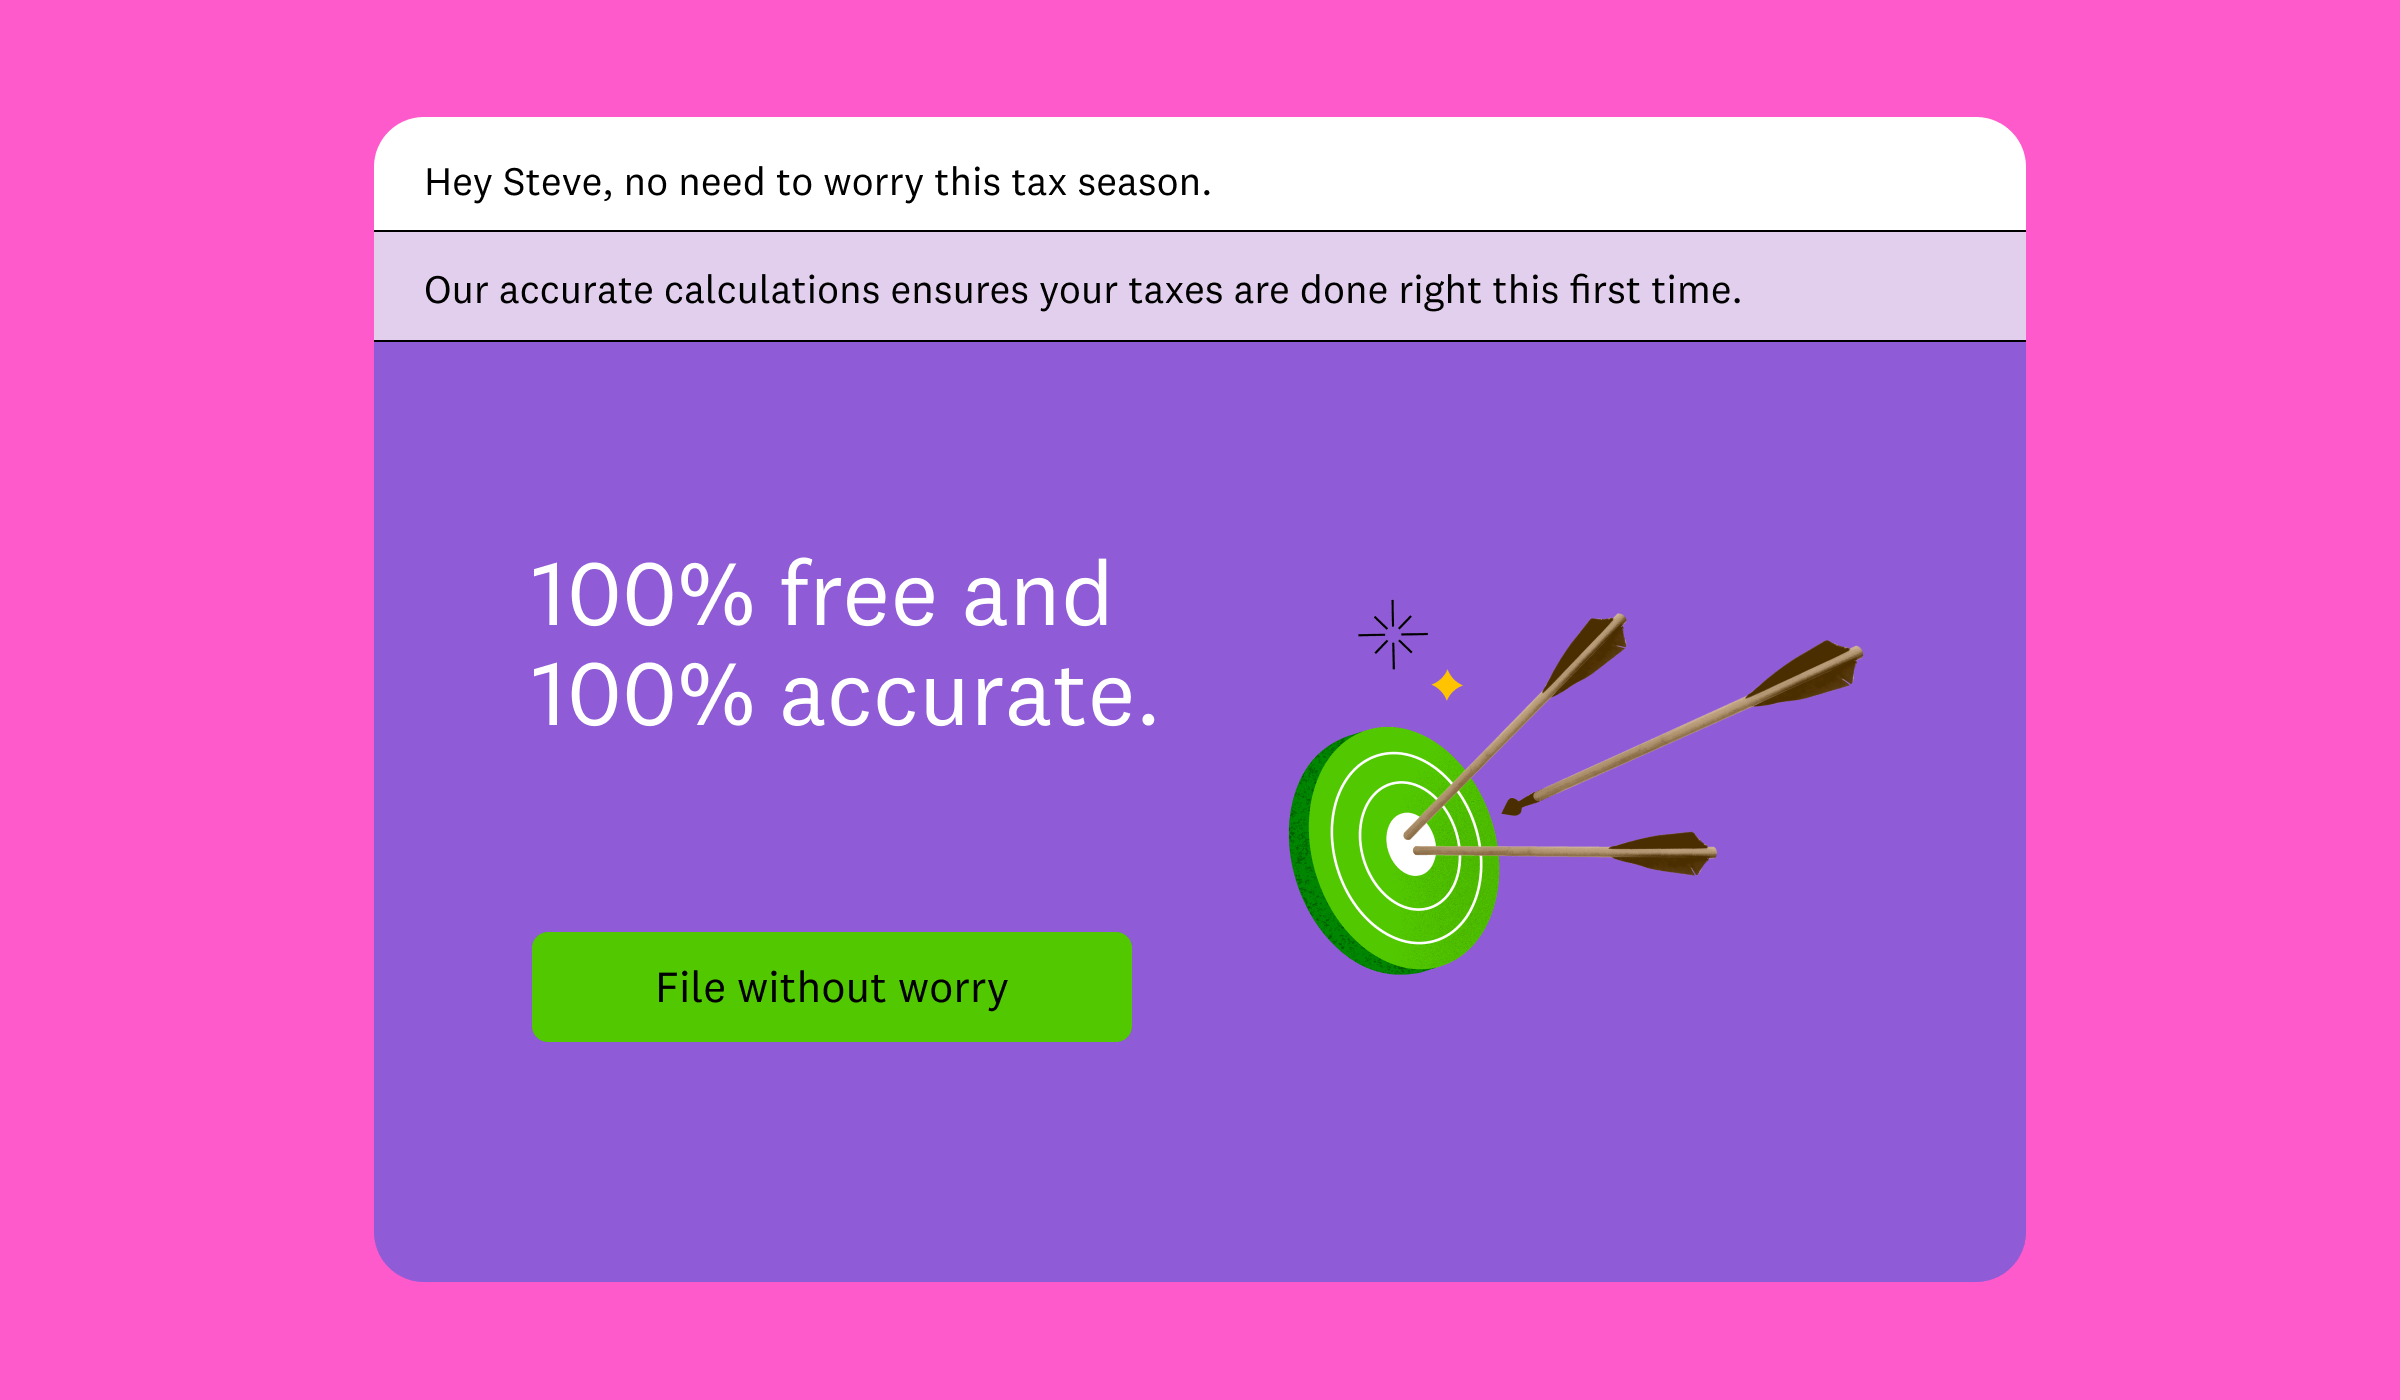 Hey Steve, no need to worry this tax season.
Our accurate calculations ensures your taxes are done right this first time.
100% free and
100% accurate.
File without worry